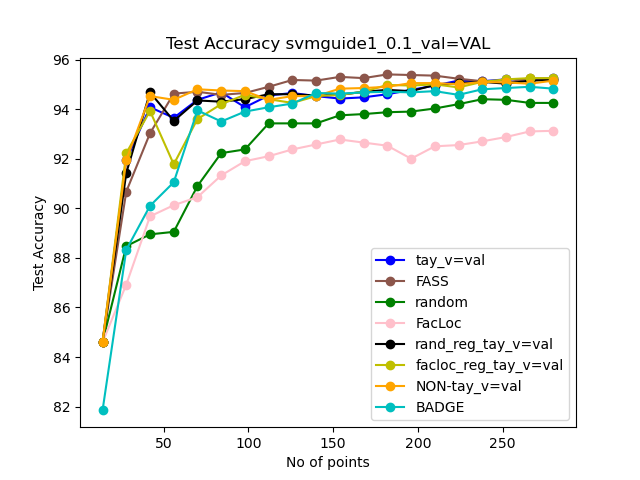 Test Accuracy svmguide1_0.1_val=VAL
96
94
92
90
88
86
84
82
Test Accuracy
50
100
150
200
250
No of points
tay_v=val
FASS
random
FacLoc
rand_reg_tay_v=val
facloc_reg_tay_v=val
NON-tay_v=val
BADGE